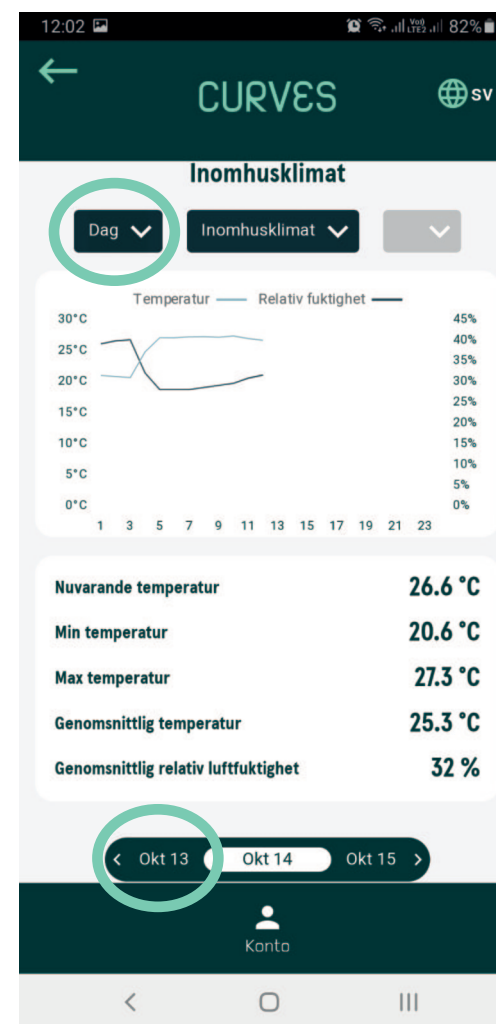 12:02 Voi) LTE2 82%
CURVES SV
Inomhusklimat
Dag Inomhusklimat
Temperatur Relativ fuktighet
30°C 45%
40%
25°C
35%
20°C 30%
25%
15°C
20%
10°C 15%
10%
5°C
5%
0°C 0%
1 3 5 7 9 11 13 15 17 19 21 23
Nuvarande temperatur 26.6 °C
Min temperatur 20.6 °C
Max temperatur 27.3 °C
Genomsnittlig temperatur 25.3 °C
Genomsnittlig relativ luftfuktighet 32 %
Okt 13 Okt 14 Okt 15
Konto